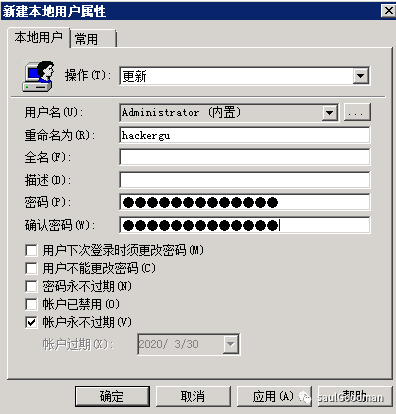 新建本地用户属性
本地用户 常用
操作(T): 更新
用户名(U): Administrator (内置) ...
重命名为(R): hackergu
全名(F):
描述(D):
密码(P): ●●●●●●●●●●●●●
确认密码(W): ●●●●●●●●●●●●●
用户下次登录时须更改密码(M)
用户不能更改密码(C)
密码永不过期(N)
帐户已禁用(O)
帐户永不过期(V)
帐户过期(X): 2020/ 3/30
确定 取消 应用(A) 帮助
saulGoodman